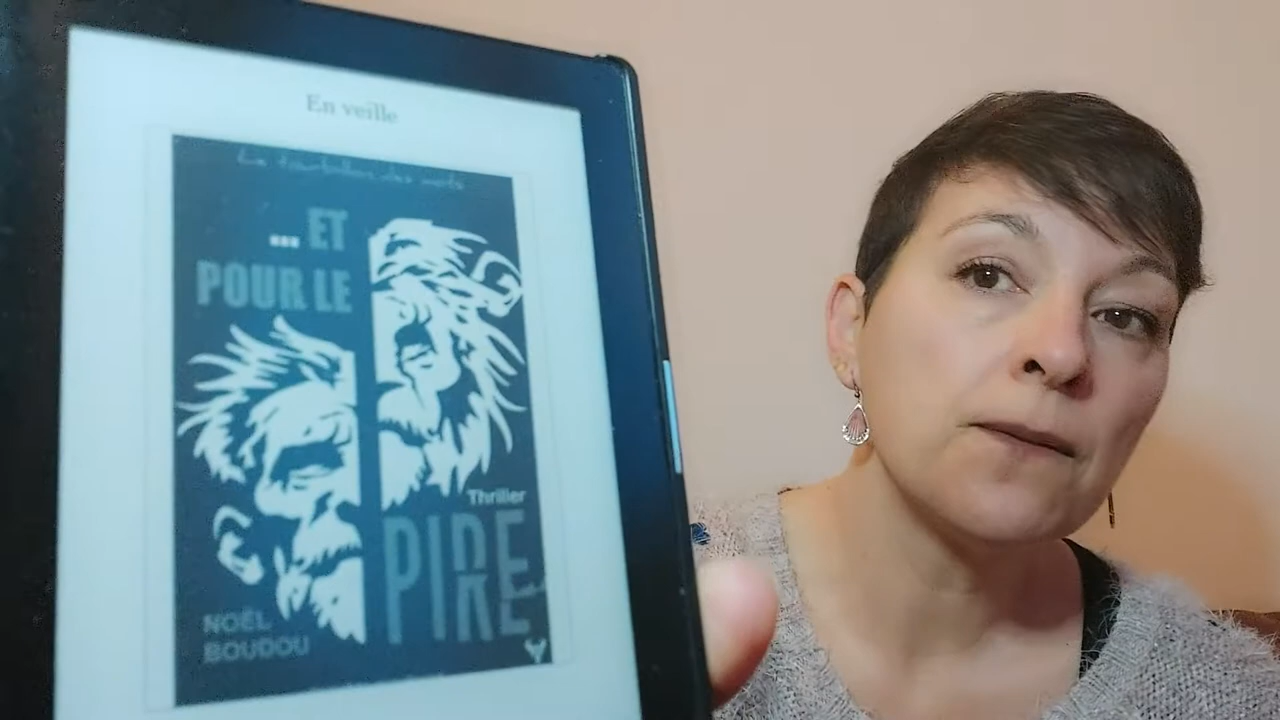 En veille
... ET
POUR LE
Thriller
PIRE
NOËL
BOUDOU